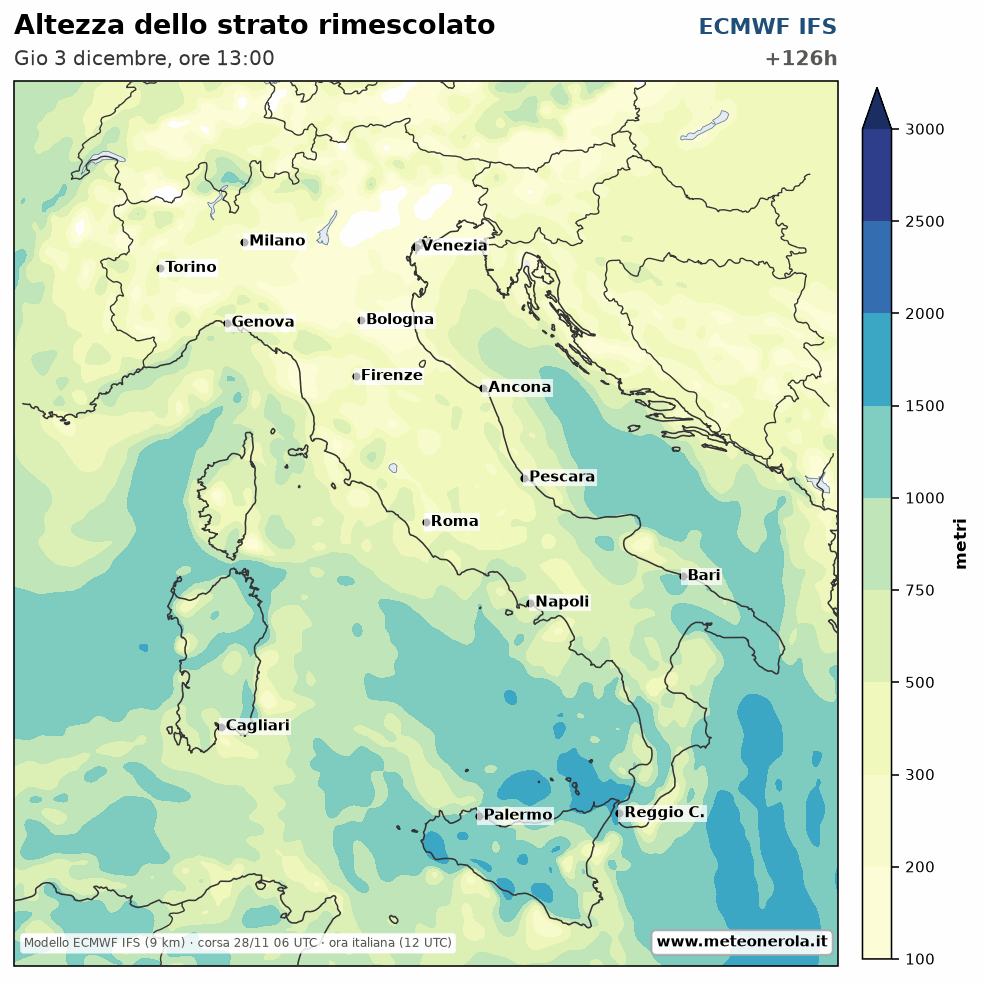 Altezza dello strato rimescolato
ECMWF IFS
Gio 3 dicembre, ore 13:00
+126h
Milano
Venezia
Torino
Genova
Bologna
Firenze
Ancona
Pescara
Roma
Bari
Napoli
Cagliari
Palermo
Reggio C.
3000
2500
2000
1500
1000
750
500
300
200
100
metri
Modello ECMWF IFS (9 km) · corsa 28/11 06 UTC · ora italiana (12 UTC)
www.meteonerola.it